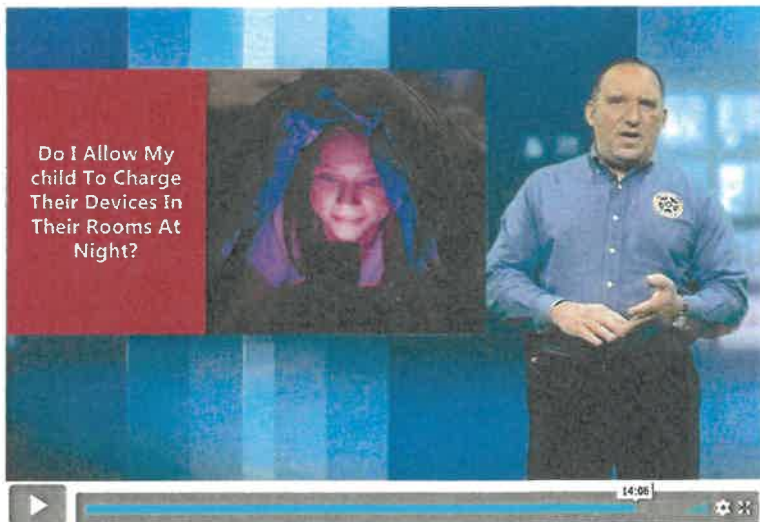 Do I Allow My
child To Charge
Their Devices In
Their Rooms At
Night?
14:06